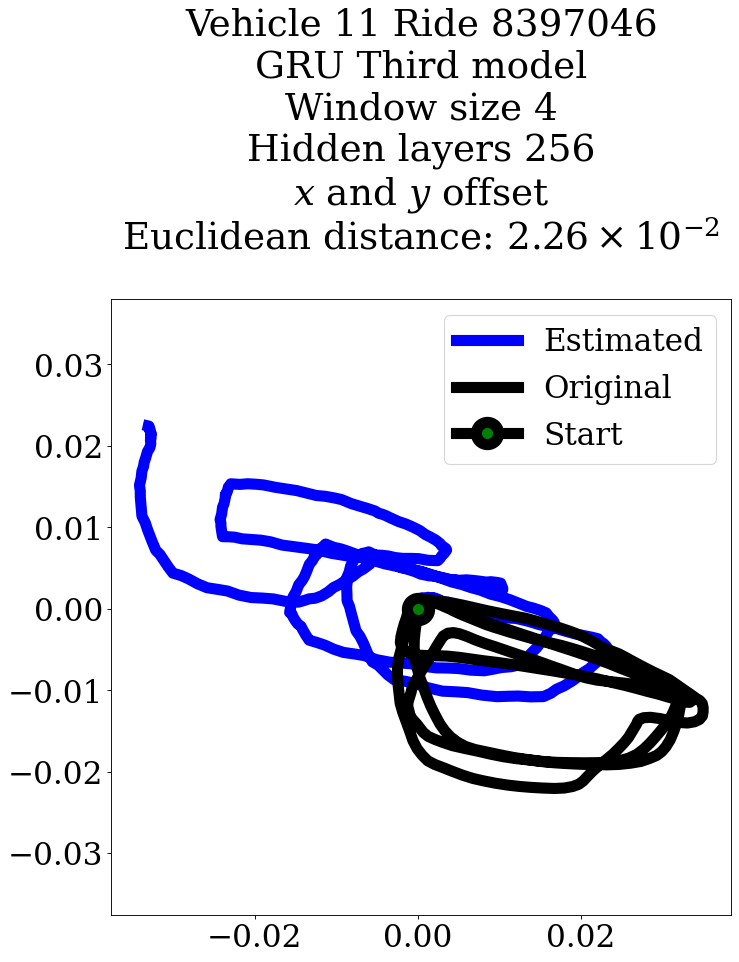 Vehicle 11 Ride 8397046
GRU Third model
Window size 4
Hidden layers 256
x and y offset
Euclidean distance: 2.26 × 10⁻²
Estimated
Original
Start
0.03
0.02
0.01
0.00
−0.01
−0.02
−0.03
−0.02 0.00 0.02